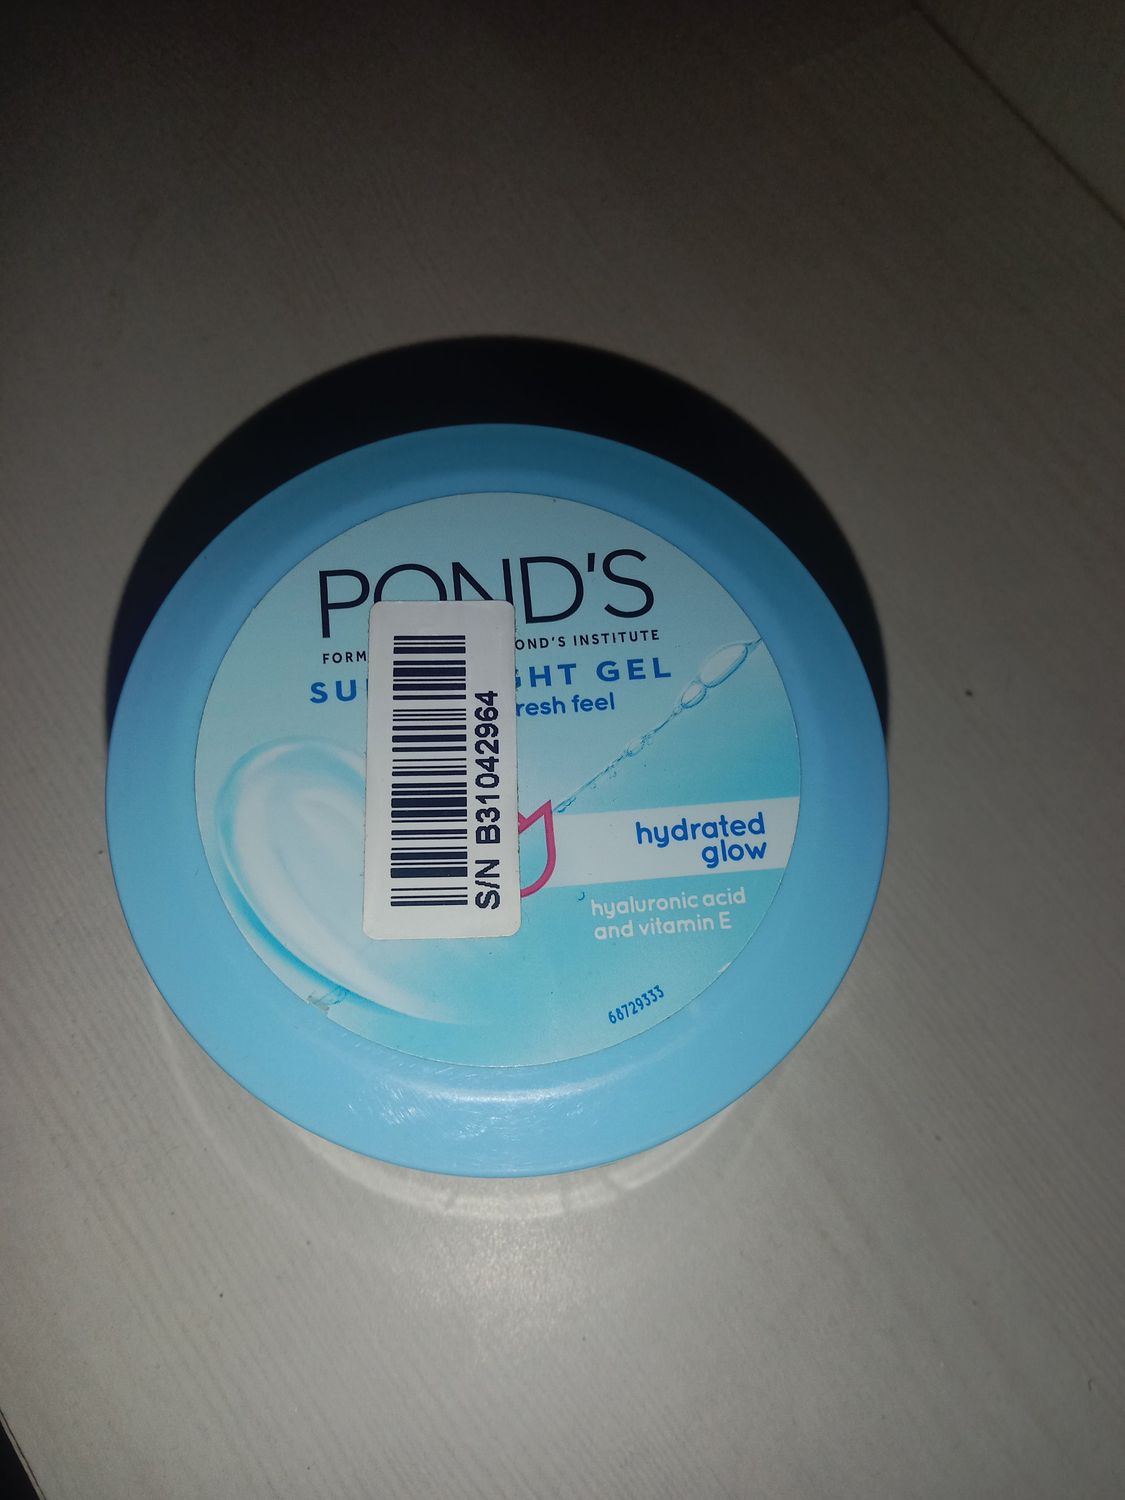 POND'S
FORM OND'S INSTITUTE
SU GHT GEL
resh feel
S/N B31042964
hydrated
glow
hyaluronic acid
and vitamin E
68729333